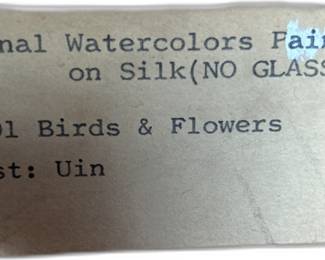 nal Watercolors Pain
on Silk(NO GLASS
01 Birds & Flowers
st: Uin